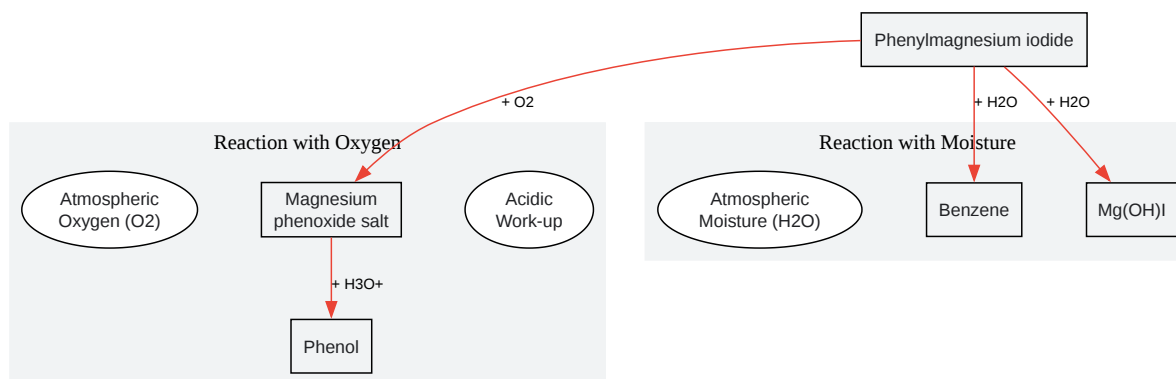 Phenylmagnesium iodide
+ O2
+ H2O
+ H2O
Reaction with Oxygen
Reaction with Moisture
Atmospheric
Oxygen (O2)
Magnesium
phenoxide salt
Acidic
Work-up
Atmospheric
Moisture (H2O)
Benzene
Mg(OH)I
+ H3O+
Phenol